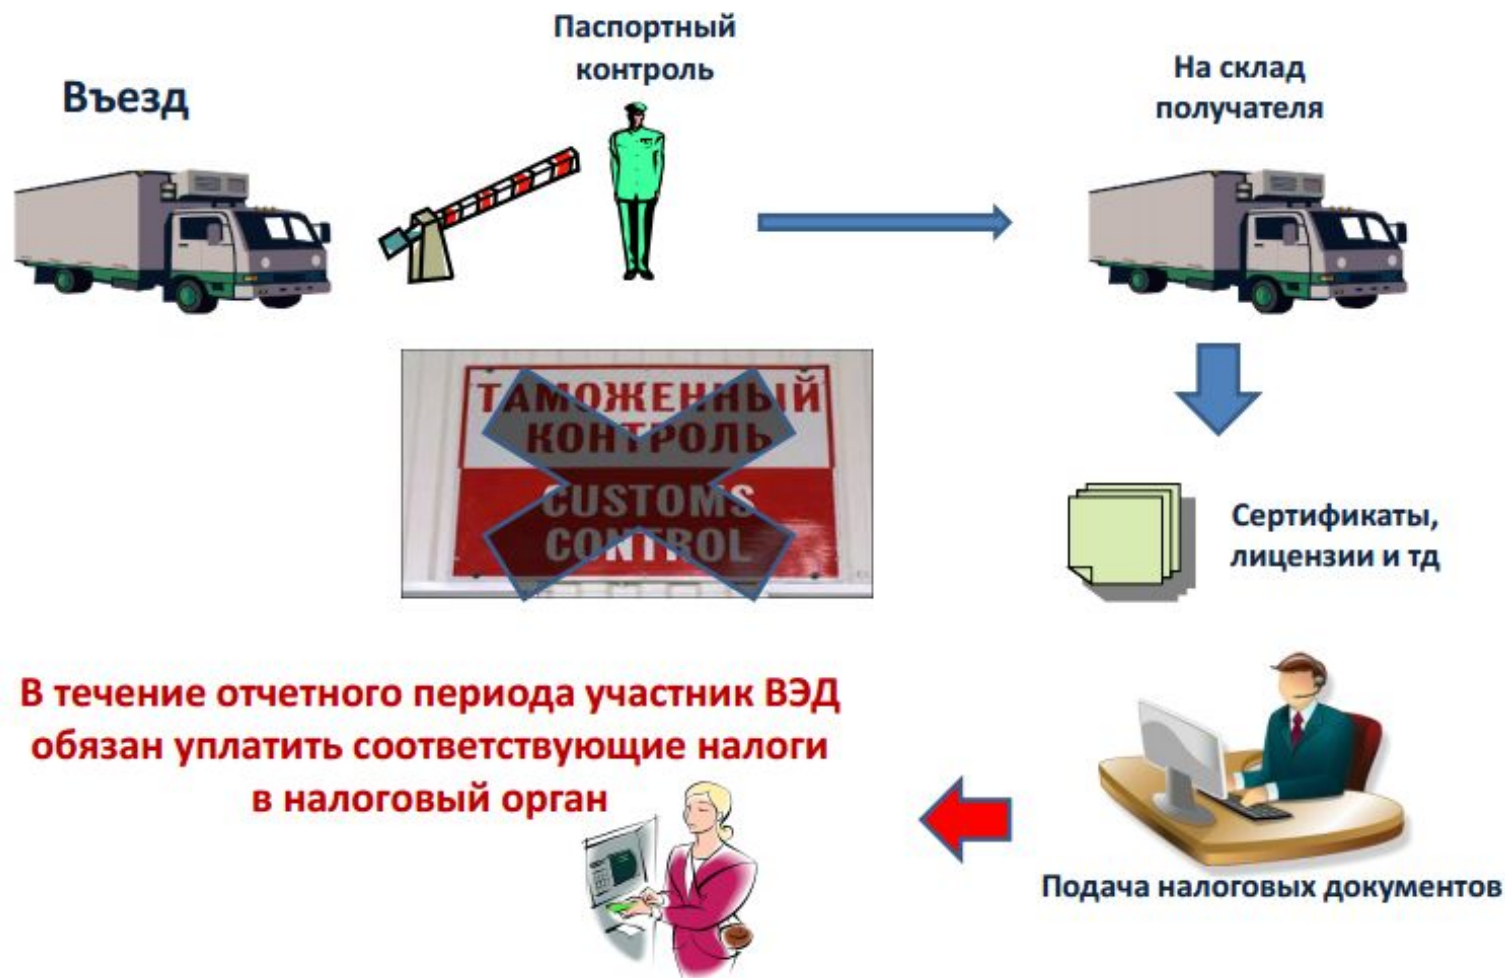 Паспортный
контроль
Въезд
На склад
получателя
ТАМОЖЕННЫЙ
КОНТРОЛЬ
CUSTOMS
CONTROL
Сертификаты,
лицензии и тд
В течение отчетного периода участник ВЭД
обязан уплатить соответствующие налоги
в налоговый орган
Подача налоговых документов